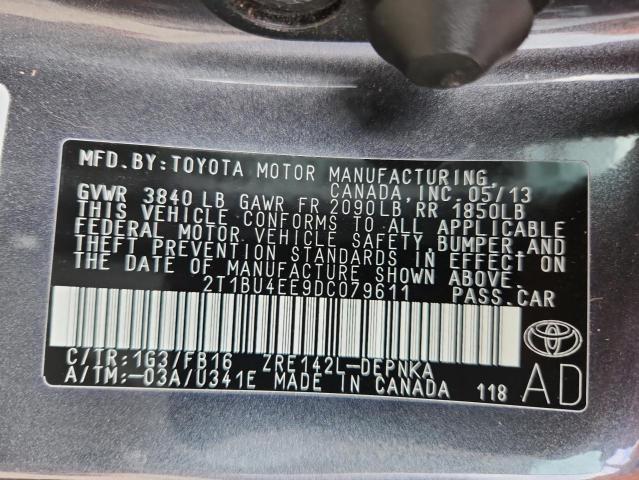 MFD.BY:TOYOTA MOTOR MANUFACTURING,
CANADA, INC. 05/13
GVWR 3840 LB GAWR FR 2090LB RR 1850LB
THIS VEHICLE CONFORMS TO ALL APPLICABLE
FEDERAL MOTOR VEHICLE SAFETY, BUMPER, AND
THEFT PREVENTION STANDARDS IN EFFECT ON
THE DATE OF MANUFACTURE SHOWN ABOVE.
2T1BU4EE9DC079611 PASS.CAR
C/TR:1G3/FB16 ZRE142L-DEPNKA
A/TM:-03A/U341E MADE IN CANADA 118
TOYOTA
AD